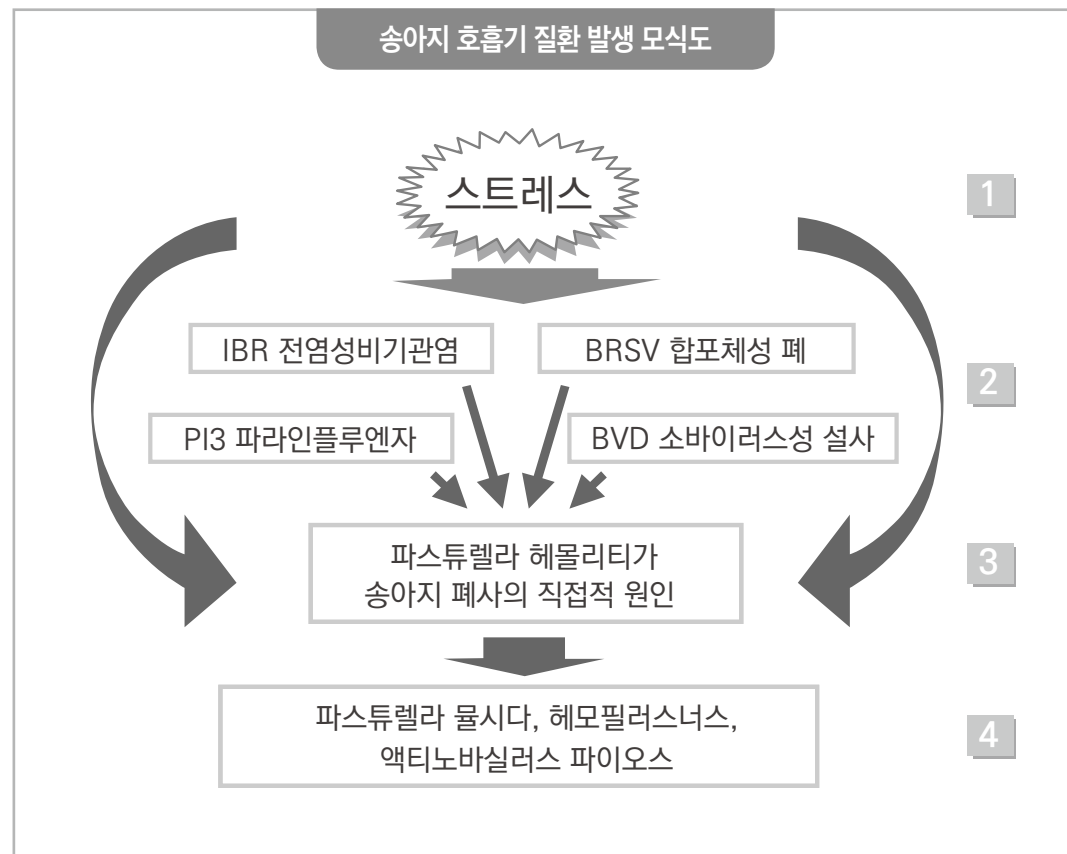 송아지 호흡기 질환 발생 모식도
스트레스
1
IBR 전염성비기관염
BRSV 합포체성 폐
2
PI3 파라인플루엔자
BVD 소바이러스성 설사
파스튜렐라 헤몰리티가
송아지 폐사의 직접적 원인
3
파스튜렐라 뮬시다, 헤모필러스너스,
액티노바실러스 파이오스
4